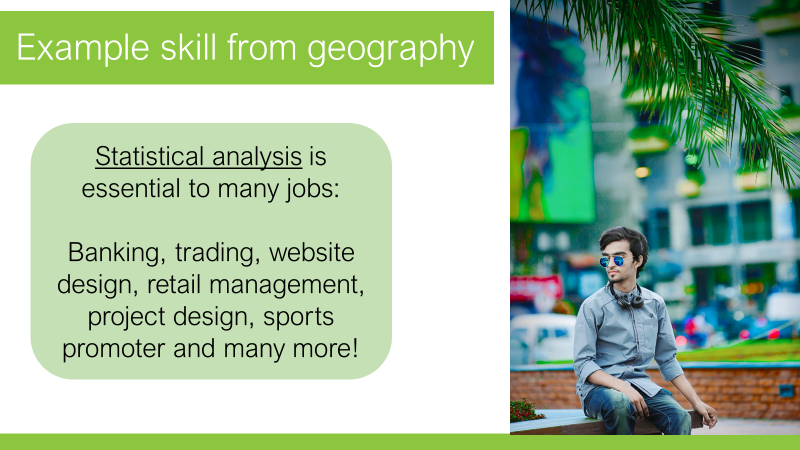 Example skill from geography
Statistical analysis is
essential to many jobs:
Banking, trading, website
design, retail management,
project design, sports
promoter and many more!